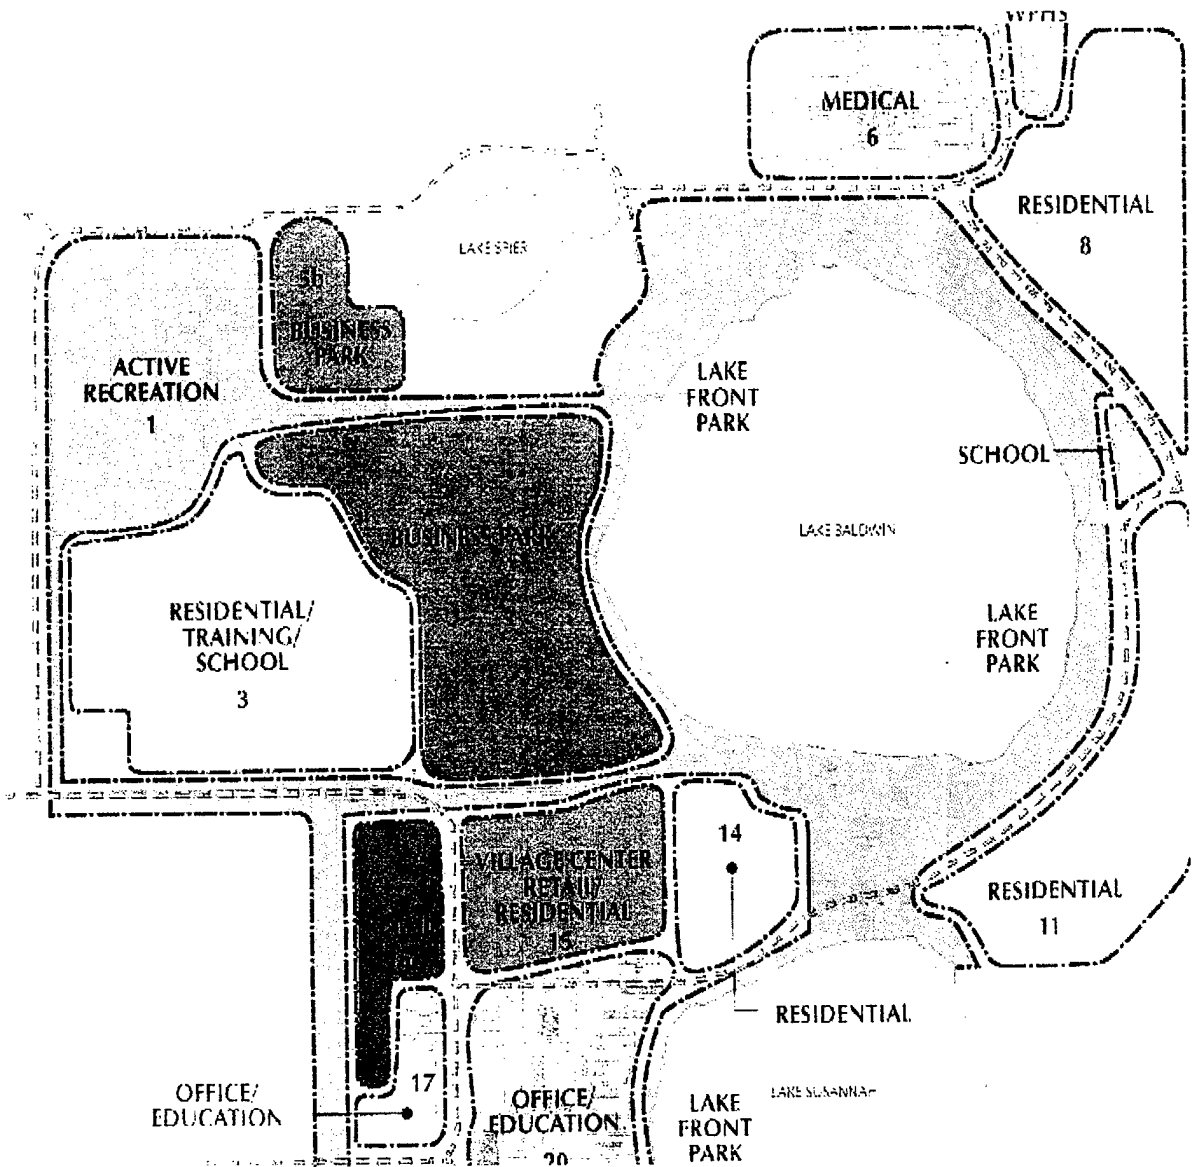 WPHS
MEDICAL
6
RESIDENTIAL
8
LAKE SPIER
5b
BUSINESS
PARK
ACTIVE
RECREATION
1
LAKE
FRONT
PARK
SCHOOL
BUSINESS PARK
LAKE BALDWIN
RESIDENTIAL/
TRAINING/
SCHOOL
3
LAKE
FRONT
PARK
14
VILLAGE CENTER
RETAIL/
RESIDENTIAL
15
RESIDENTIAL
11
RESIDENTIAL
17
OFFICE/
EDUCATION
OFFICE/
EDUCATION
20
LAKE SUSANNAH
LAKE
FRONT
PARK